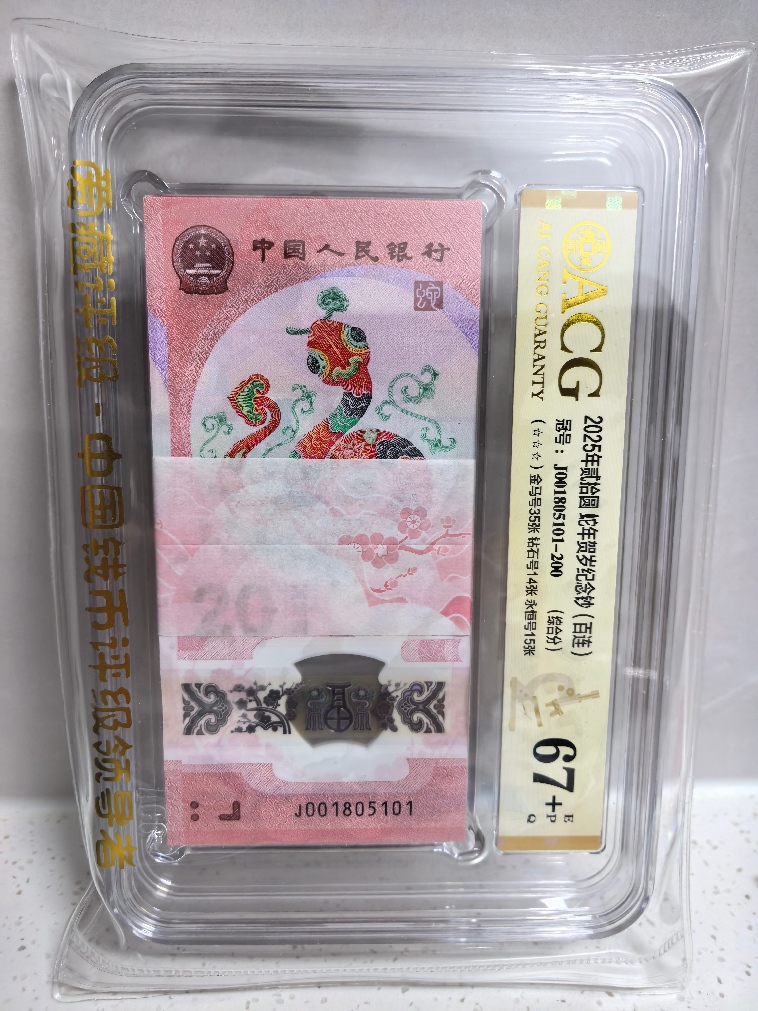 爱藏评级-中国钱币评级领导者
中国人民银行
20
J001805101
ACG
AI CANG GUARANTY
2025年贰拾圆 蛇年贺岁纪念钞(百连)
冠号:J001805101-200 (综合分)
(☆☆☆)金马号35张 钻石号14张 永恒号15张
67+
EPQ